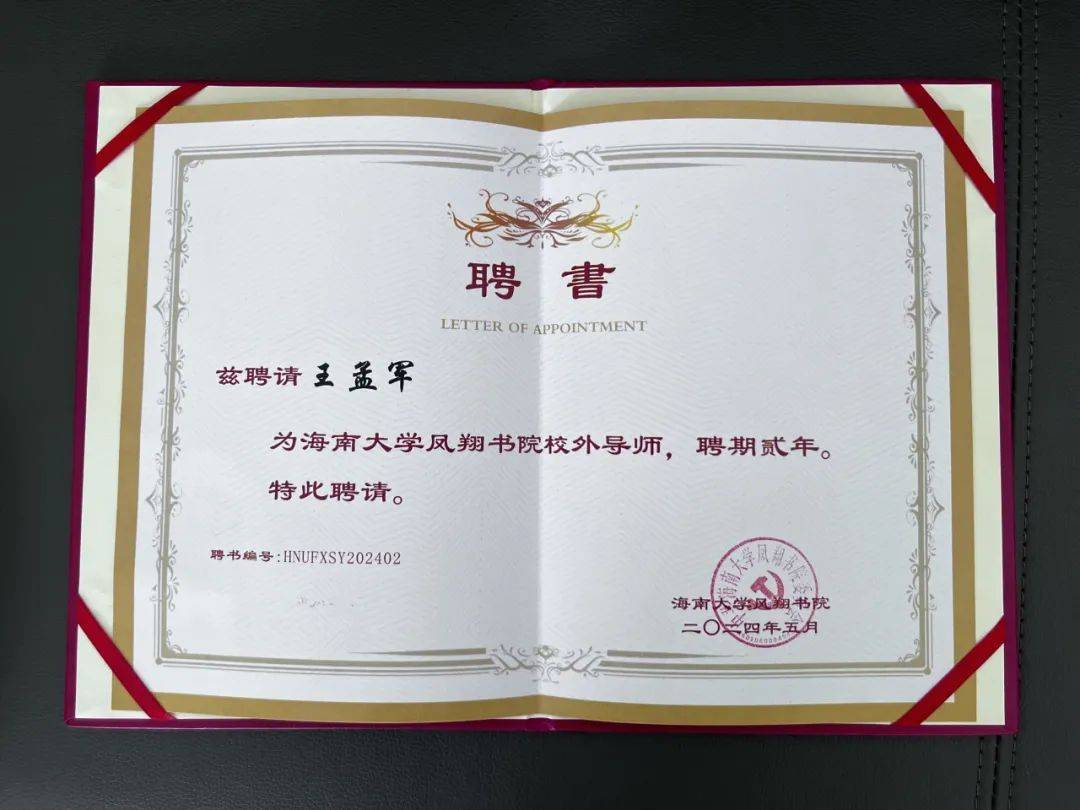 聘書
LETTER OF APPOINTMENT
兹聘请 王孟军
为海南大学凤翔书院校外导师，聘期贰年。
特此聘请。
聘书编号:HNUFXSY202402
海南大学凤翔书院
二〇二四年五月